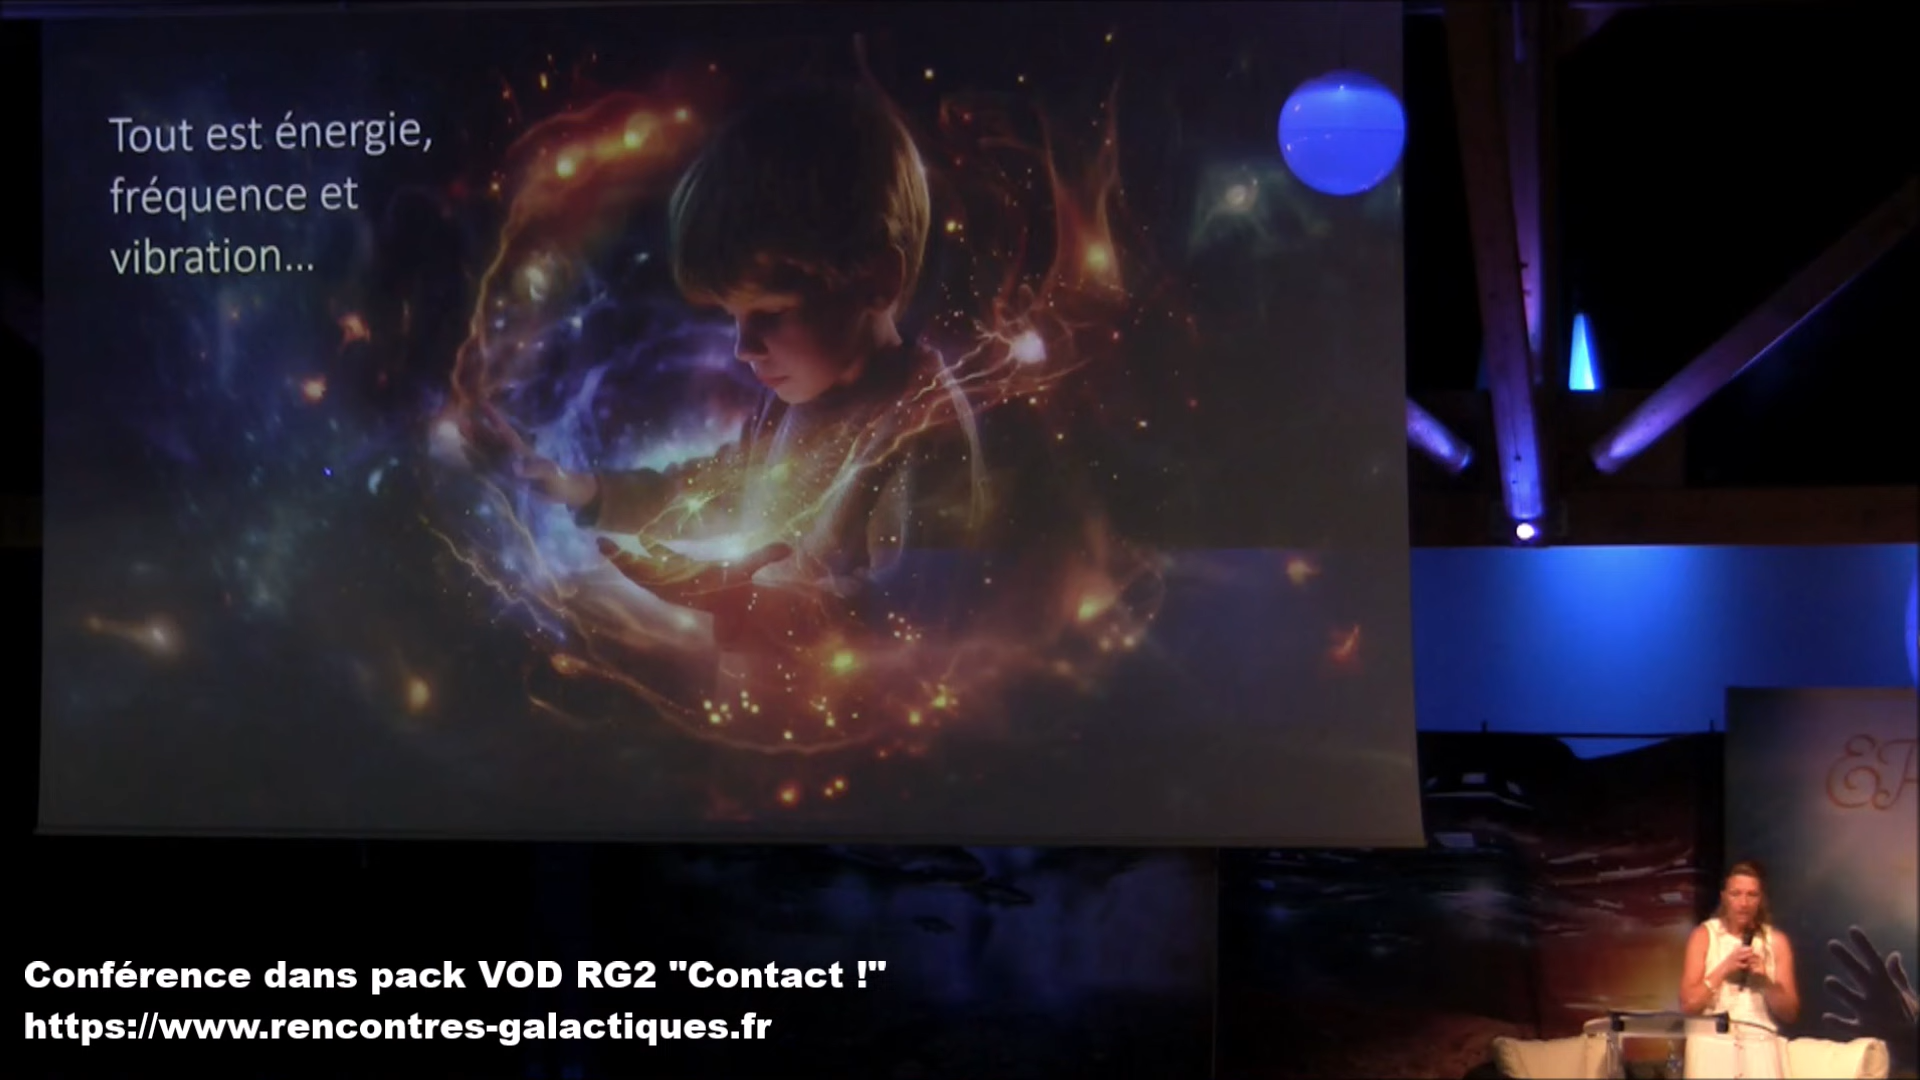 Tout est énergie,
fréquence et
vibration...
Conférence dans pack VOD RG2 "Contact !"
https://www.rencontres-galactiques.fr